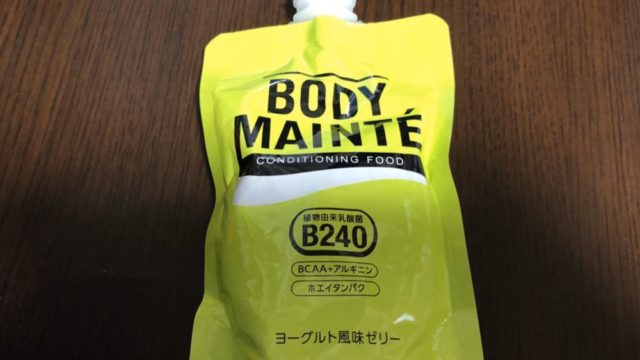 BODY
MAINTÉ
CONDITIONING FOOD
植物由来乳酸菌
B240
BCAA+アルギニン
ホエイタンパク
ヨーグルト風味ゼリー